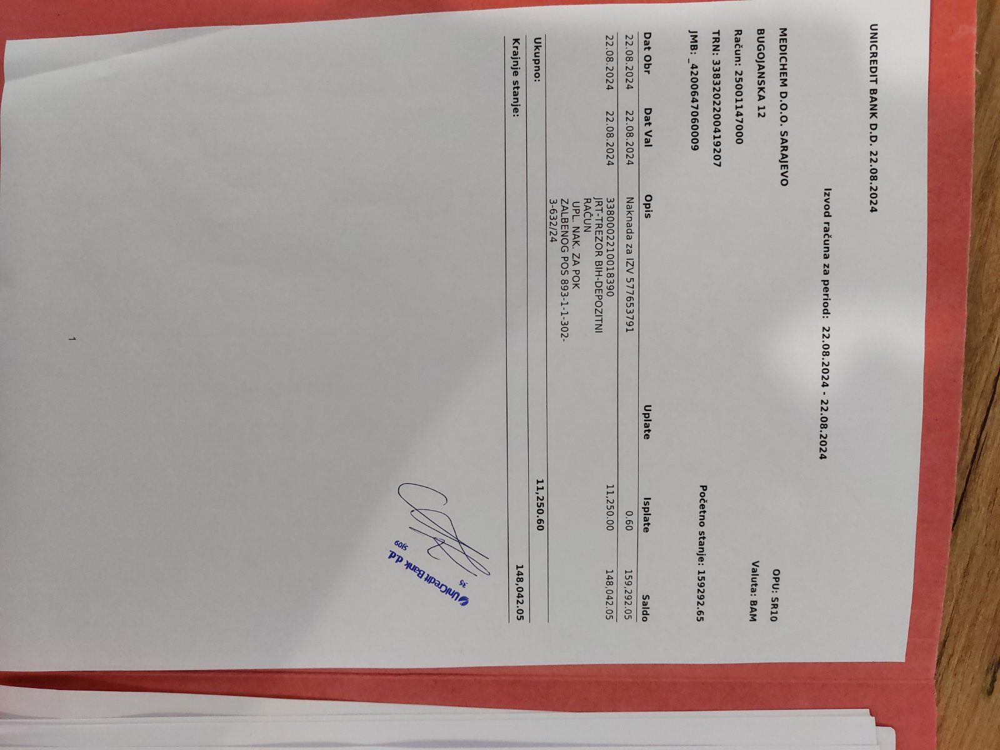 UNICREDIT BANK D.D. 22.08.2024
Izvod računa za period: 22.08.2024 - 22.08.2024
MEDICHEM D.O.O. SARAJEVO
OPU: SR10
BUGOJANSKA 12
Valuta: BAM
Račun: 25001147000
TRN: 3383202200419207
JMB: _4200647060009
Početno stanje: 159292.65
Dat Obr Dat Val Opis Uplate Isplate Saldo
22.08.2024 22.08.2024 Naknada za IZV 577653791 0.60 159,292.05
22.08.2024 22.08.2024 3380002210018390 11,250.00 148,042.05
JRT-TREZOR BIH-DEPOZITNI
RAČUN
UPL. NAK. ZA POK
ZALBENOG POS 893-1-1-302-
3-632/24
Ukupno: 11,250.60
Krajnje stanje: 148,042.05
UniCredit Bank d.d.
35
SJ09
1